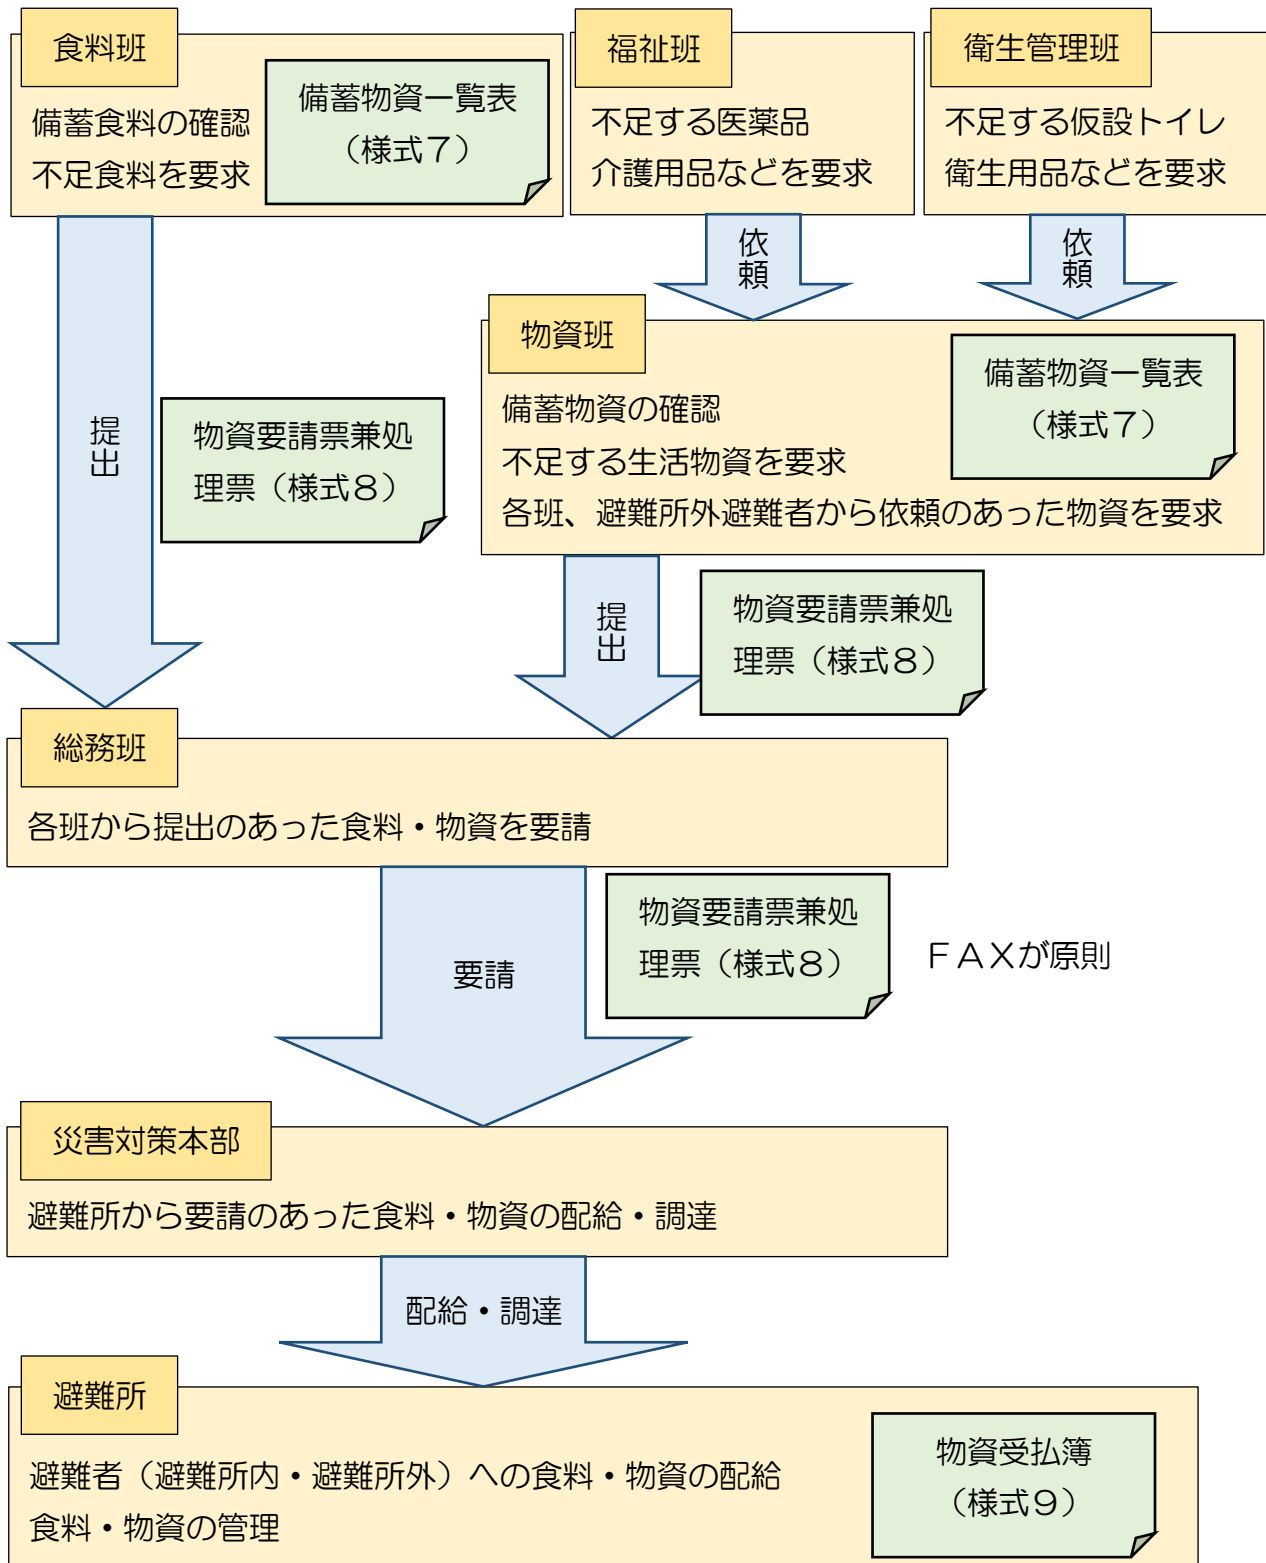 食料班
備蓄食料の確認
不足食料を要求
備蓄物資一覧表
（様式７）
福祉班
不足する医薬品
介護用品などを要求
衛生管理班
不足する仮設トイレ
衛生用品などを要求
依頼
依頼
物資班
備蓄物資の確認
不足する生活物資を要求
各班、避難所外避難者から依頼のあった物資を要求
備蓄物資一覧表
（様式７）
提出
物資要請票兼処
理票（様式８）
提出
物資要請票兼処
理票（様式８）
総務班
各班から提出のあった食料・物資を要請
要請
物資要請票兼処
理票（様式８）
ＦＡＸが原則
災害対策本部
避難所から要請のあった食料・物資の配給・調達
配給・調達
避難所
避難者（避難所内・避難所外）への食料・物資の配給
食料・物資の管理
物資受払簿
（様式９）